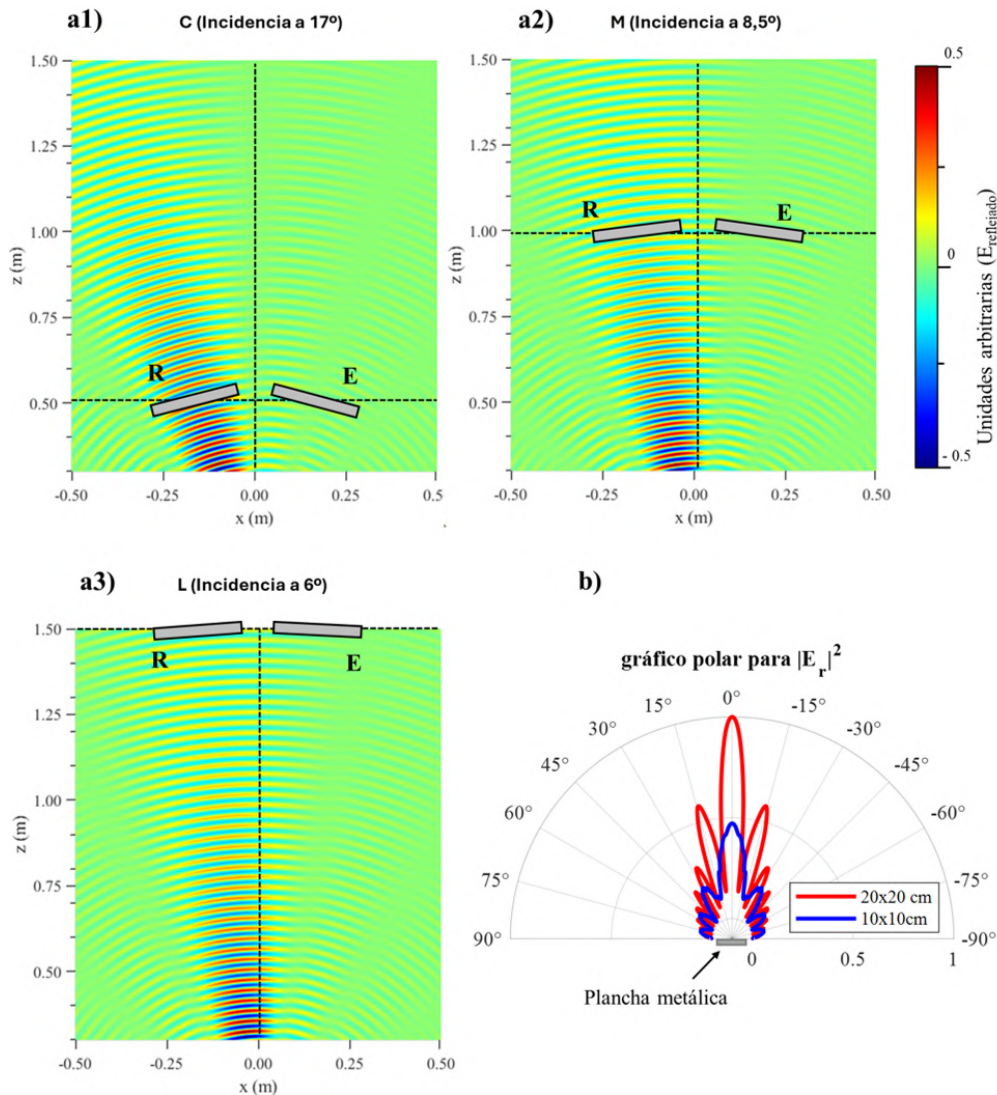 a1)
C (Incidencia a 17º)
1.50
1.25
1.00
0.75
0.50
z (m)
R
E
-0.50
-0.25
0.00
0.25
0.5
x (m)
a2)
M (Incidencia a 8,5º)
1.50
1.25
1.00
0.75
0.50
z (m)
R
E
-0.50
-0.25
0.00
0.25
0.50
x (m)
0.5
0
- 0.5
Unidades arbitrarias (E_reflejado)
a3)
L (Incidencia a 6º)
1.50
1.25
1.00
0.75
0.50
z (m)
R
E
-0.50
-0.25
0.00
0.25
0.50
x (m)
b)
gráfico polar para |E_r|^2
0°
15°
-15°
30°
-30°
45°
-45°
60°
-60°
75°
-75°
90°
-90°
20x20 cm
10x10cm
0
0.5
1
Plancha metálica